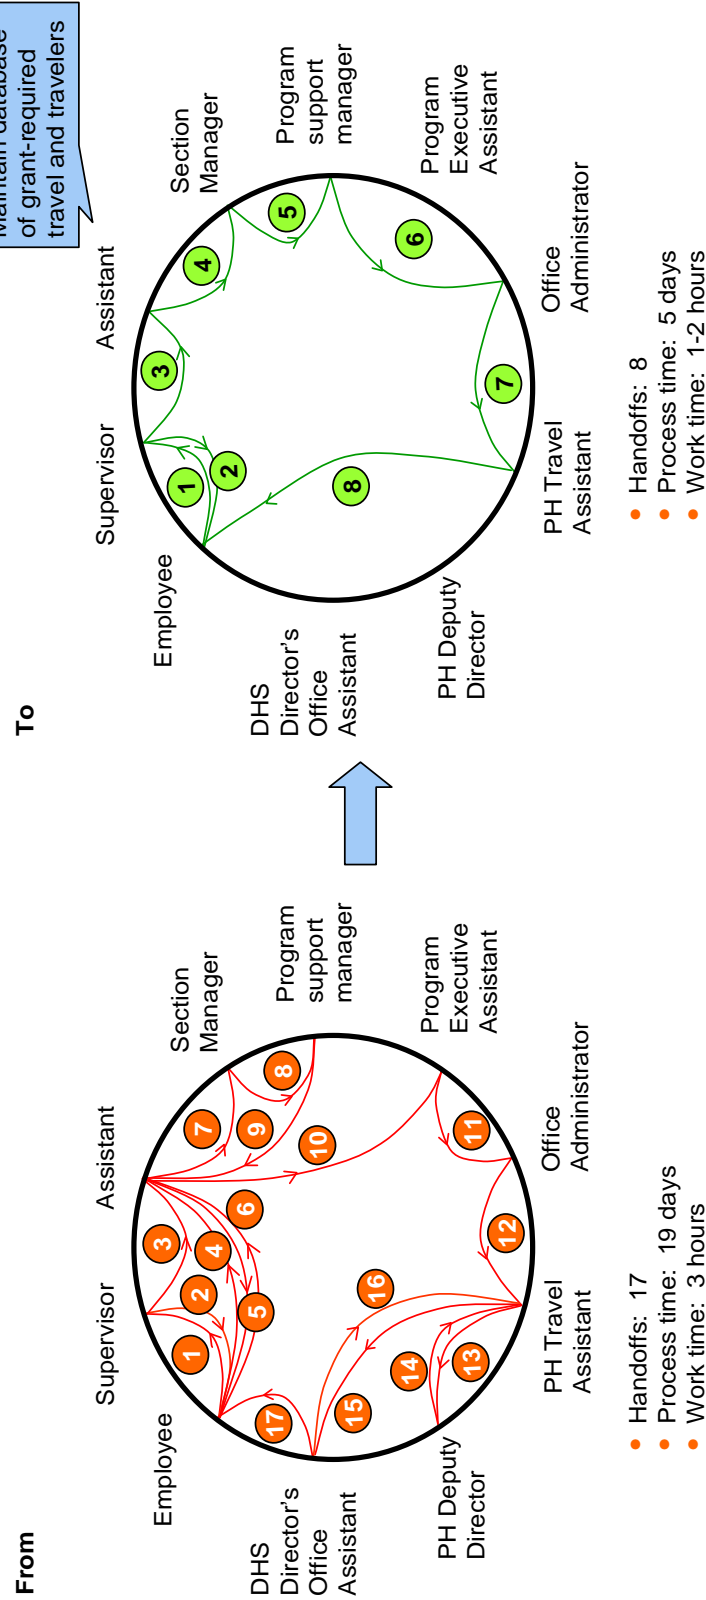 From
Employee
Supervisor
Assistant
Section
Manager
Program
support
manager
Program
Executive
Assistant
Office
Administrator
PH Travel
Assistant
PH Deputy
Director
DHS
Director's
Office
Assistant
1
2
3
4
5
6
7
8
9
10
11
12
13
14
15
16
17
• Handoffs: 17
• Process time: 19 days
• Work time: 3 hours
To
Maintain database
of grant-required
travel and travelers
Employee
Supervisor
Assistant
Section
Manager
Program
support
manager
Program
Executive
Assistant
Office
Administrator
PH Travel
Assistant
PH Deputy
Director
DHS
Director's
Office
Assistant
1
2
3
4
5
6
7
8
• Handoffs: 8
• Process time: 5 days
• Work time: 1-2 hours